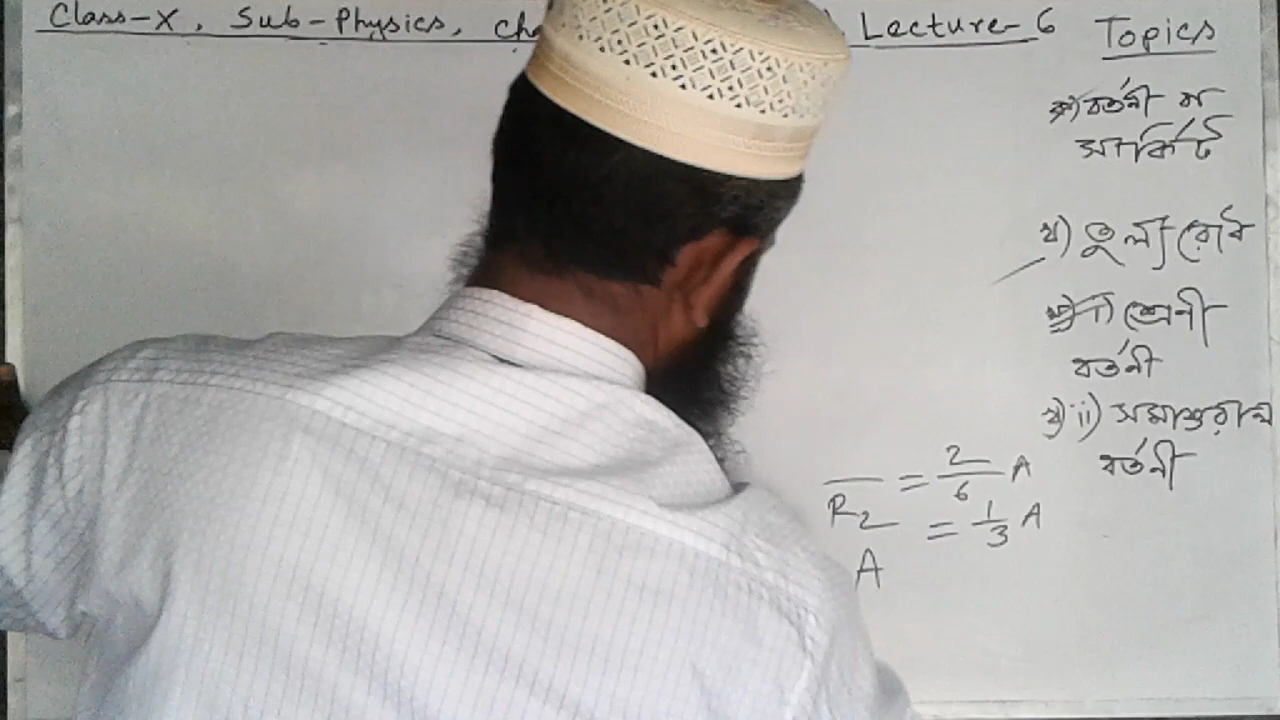 Class-X, Sub-Physics, Lecture-6 Topics
ক) বর্তনী বা
সার্কিট
খ) তুল্য রোধ
i) শ্রেনী
বর্তনী
খ) ii) সমান্তরাল
বর্তনী
= 2/6 A
R2
= 1/3 A
A